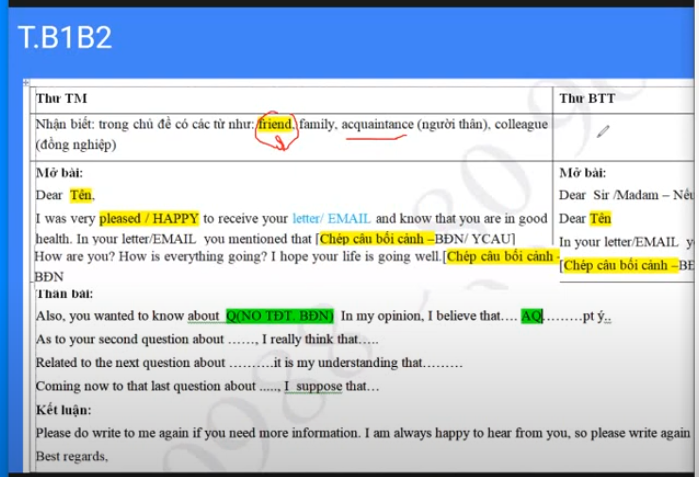 T.B1B2
Thư TM
Thư BTT
Nhận biết: trong chủ đề có các từ như: friend, family, acquaintance (người thân), colleague
(đồng nghiệp)
Mở bài:
Dear Tên,
I was very pleased / HAPPY to receive your letter/ EMAIL and know that you are in good
health. In your letter/EMAIL you mentioned that [Chép câu bối cảnh –BĐN/ YCAU]
How are you? How is everything going? I hope your life is going well.[Chép câu bối cảnh -
BĐN
Mở bài:
Dear Sir /Madam – Nếu
Dear Tên
In your letter/EMAIL y
[Chép câu bối cảnh –BĐ
Thân bài:
Also, you wanted to know about Q(NO TĐT. BĐN) In my opinion, I believe that.... AQ.........pt ý..
As to your second question about ......, I really think that.....
Related to the next question about ..........it is my understanding that.........
Coming now to that last question about ....., I suppose that...
Kết luận:
Please do write to me again if you need more information. I am always happy to hear from you, so please write again
Best regards,